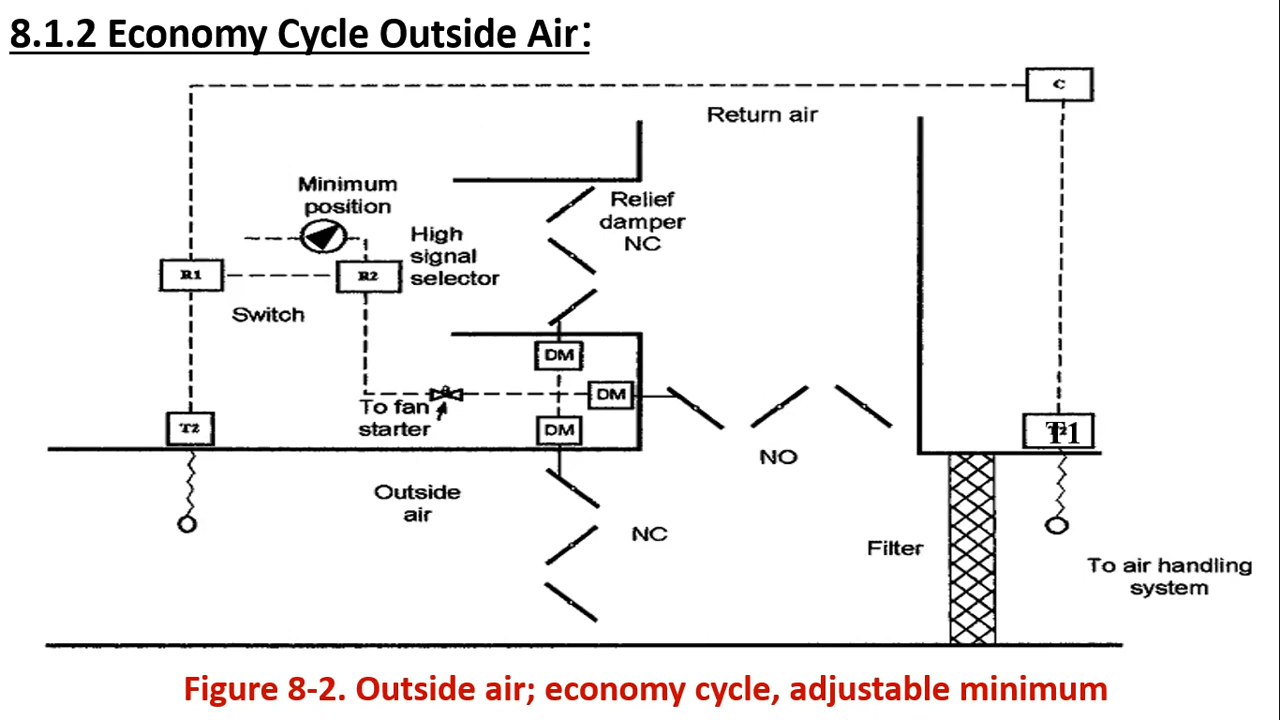 8.1.2 Economy Cycle Outside Air:
C
Return air
Minimum
position
Relief
damper
NC
High
signal
selector
R1
R2
Switch
DM
DM
To fan
starter
T2
DM
T1
NO
Outside
air
NC
Filter
To air handling
system
Figure 8-2. Outside air; economy cycle, adjustable minimum